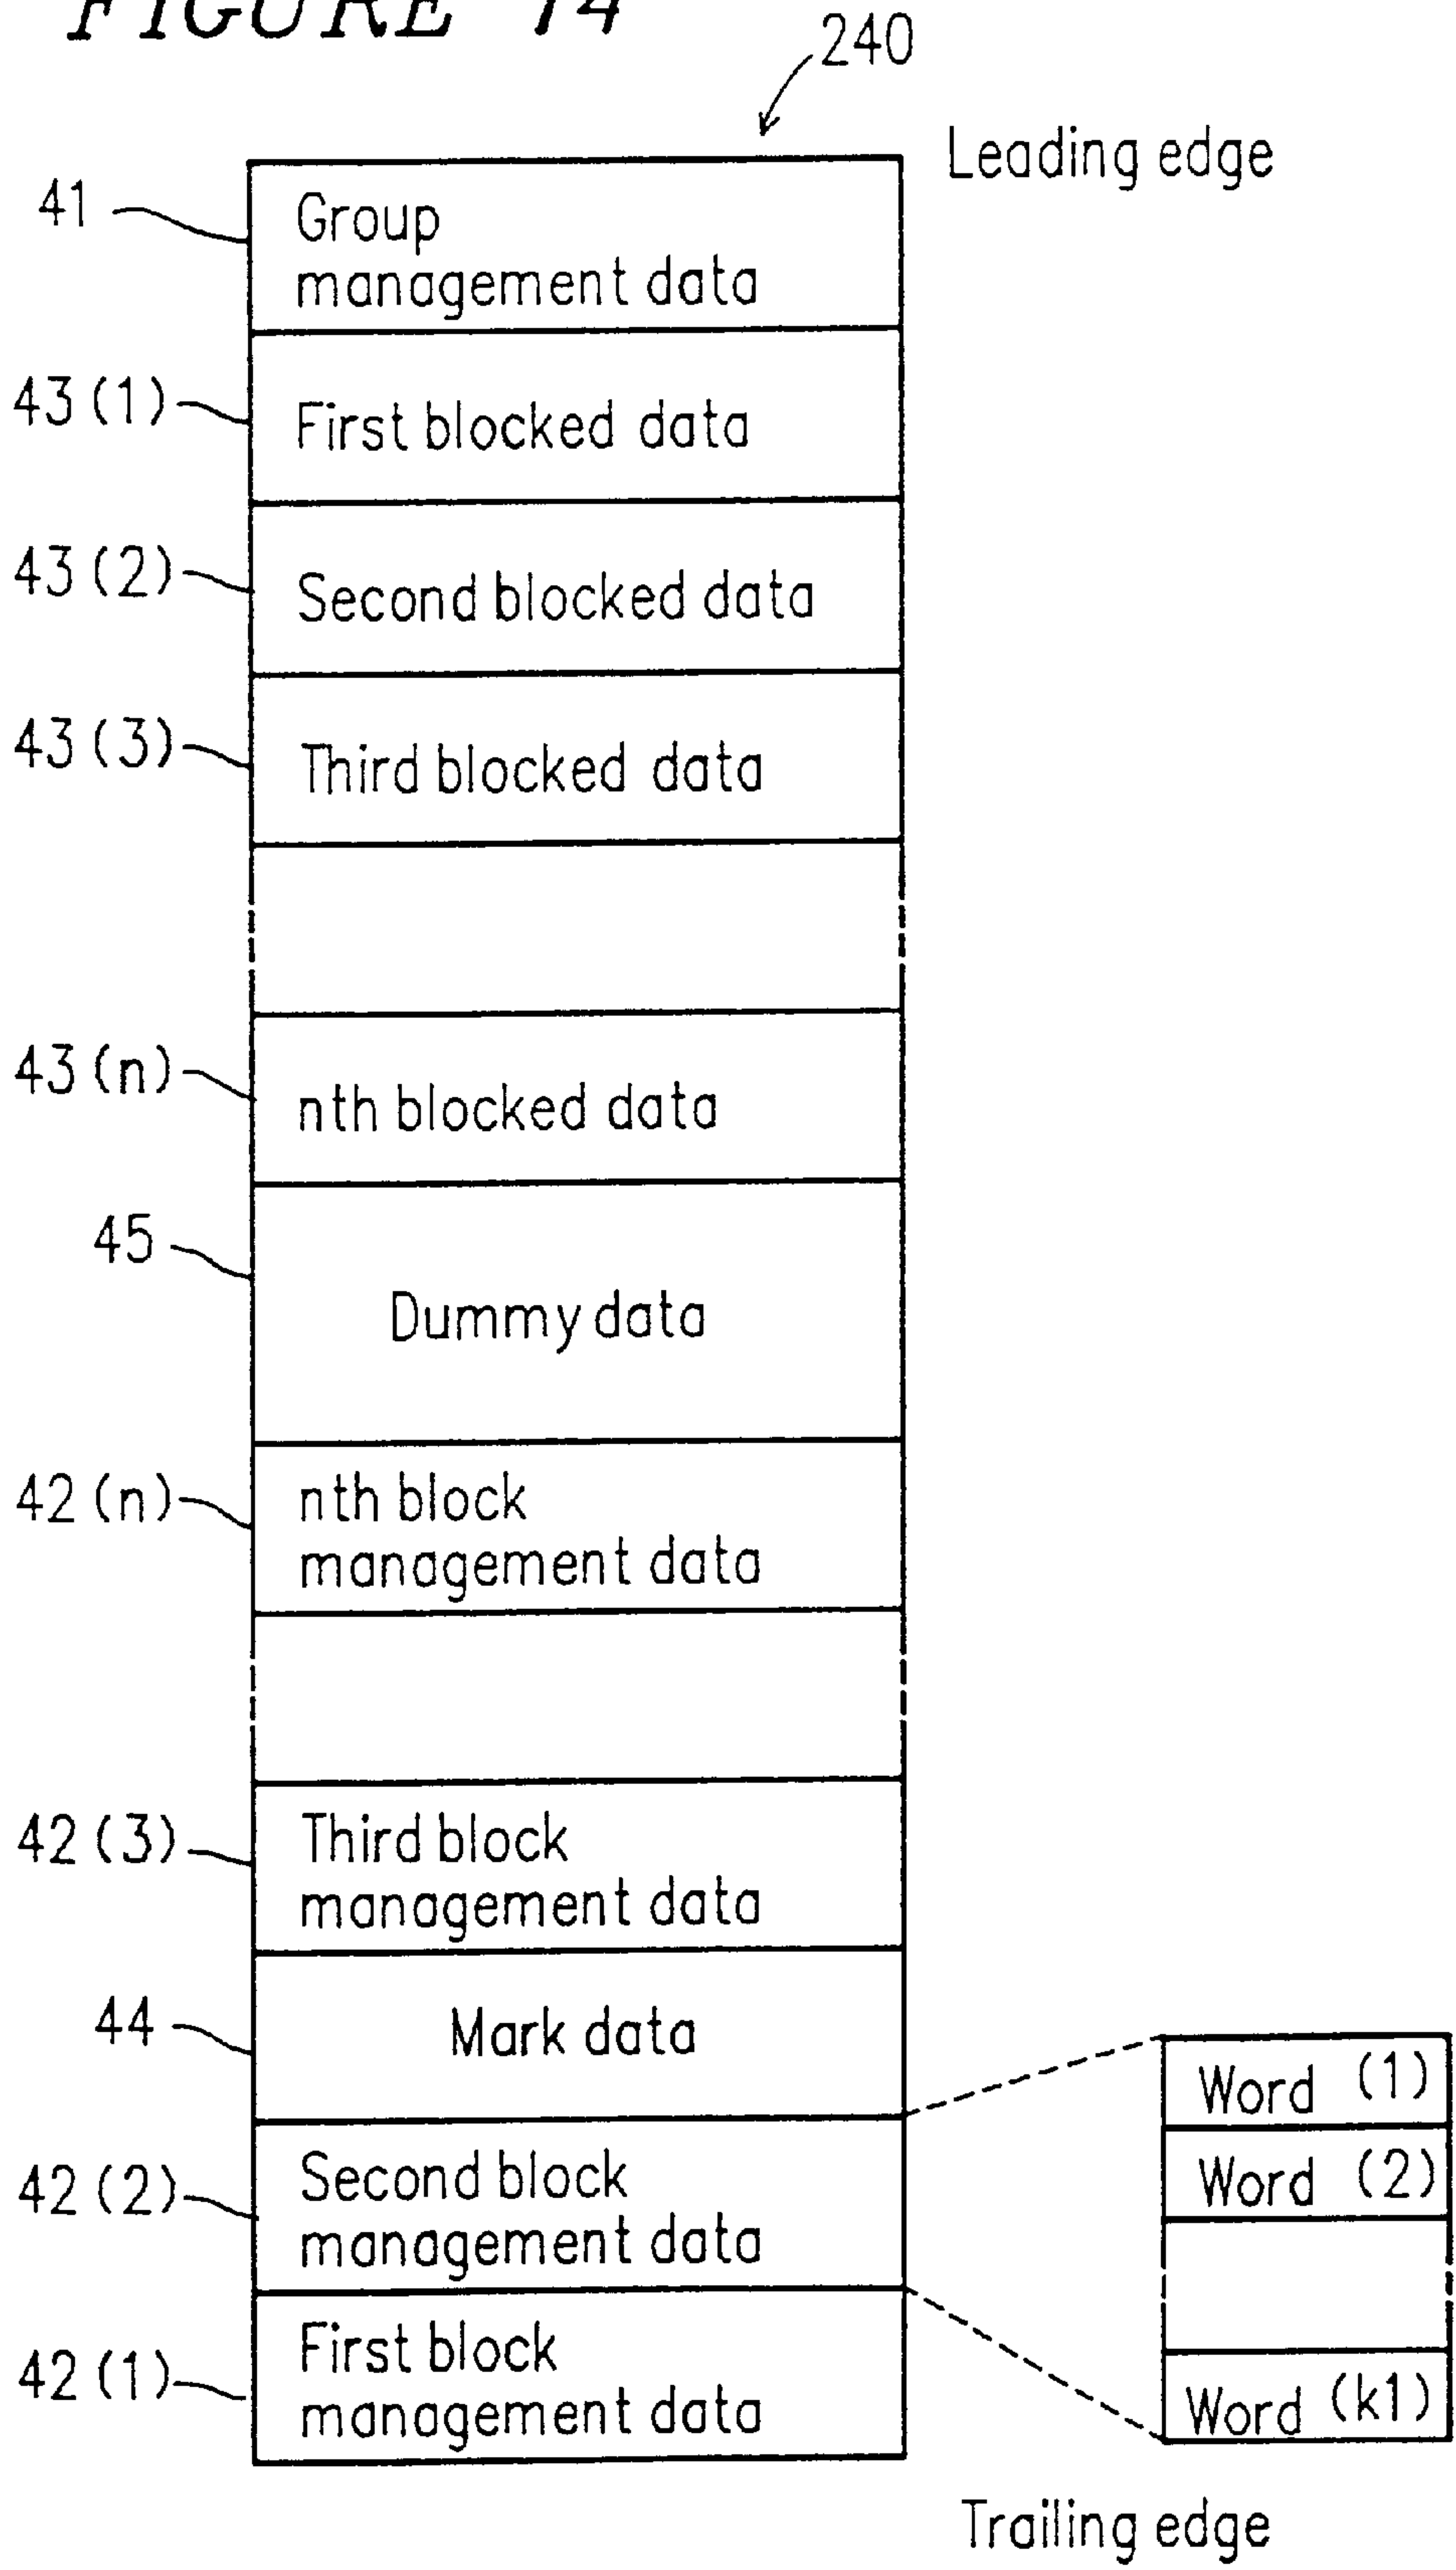 FIGURE 14
240
Leading edge
41
Group
management data
43 (1)
First blocked data
43 (2)
Second blocked data
43 (3)
Third blocked data
43 (n)
nth blocked data
45
Dummy data
42 (n)
nth block
management data
42 (3)
Third block
management data
44
Mark data
Word (1)
42 (2)
Second block
management data
Word (2)
42 (1)
First block
management data
Word (k1)
Trailing edge